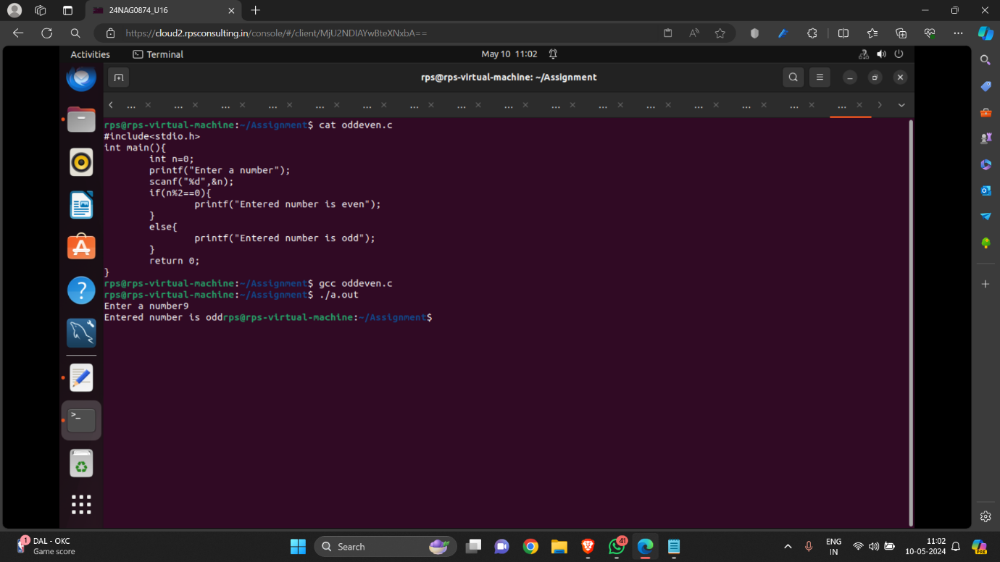 24NAG0874_U16
https://cloud2.rpsconsulting.in/console/#/client/MjU2NDIAYwBteXNxbA==
Activities
Terminal
May 10 11:02
rps@rps-virtual-machine: ~/Assignment
... ... ... ... ... ... ... ... ... ... ... ... ... ... ... ...
rps@rps-virtual-machine:~/Assignment$ cat oddeven.c
#include<stdio.h>
int main(){
        int n=0;
        printf("Enter a number");
        scanf("%d",&n);
        if(n%2==0){
                printf("Entered number is even");
        }
        else{
                printf("Entered number is odd");
        }
        return 0;
}
rps@rps-virtual-machine:~/Assignment$ gcc oddeven.c
rps@rps-virtual-machine:~/Assignment$ ./a.out
Enter a number9
Entered number is oddrps@rps-virtual-machine:~/Assignment$
1
DAL - OKC
Game score
Search
41
ENG
IN
11:02
10-05-2024
PRE